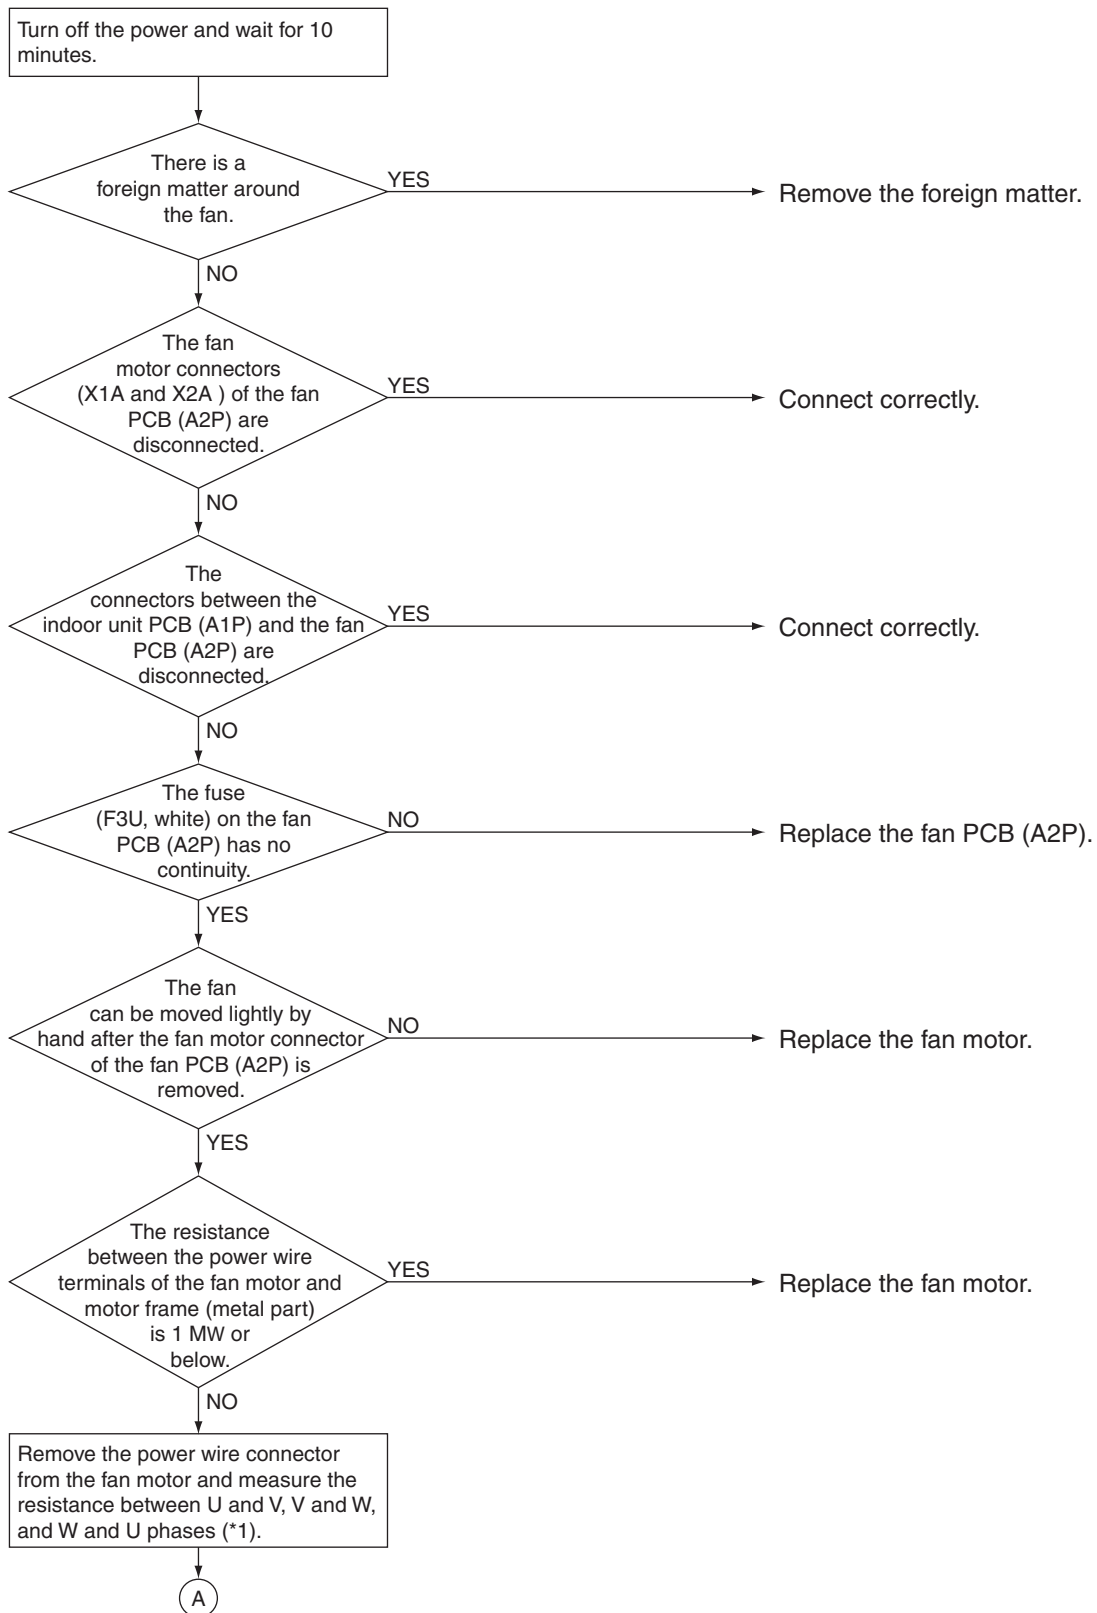 Turn off the power and wait for 10
minutes.
There is a
foreign matter around
the fan.
YES
Remove the foreign matter.
NO
The fan
motor connectors
(X1A and X2A ) of the fan
PCB (A2P) are
disconnected.
YES
Connect correctly.
NO
The
connectors between the
indoor unit PCB (A1P) and the fan
PCB (A2P) are
disconnected.
YES
Connect correctly.
NO
The fuse
(F3U, white) on the fan
PCB (A2P) has no
continuity.
NO
Replace the fan PCB (A2P).
YES
The fan
can be moved lightly by
hand after the fan motor connector
of the fan PCB (A2P) is
removed.
NO
Replace the fan motor.
YES
The resistance
between the power wire
terminals of the fan motor and
motor frame (metal part)
is 1 MW or
below.
YES
Replace the fan motor.
NO
Remove the power wire connector
from the fan motor and measure the
resistance between U and V, V and W,
and W and U phases (*1).
A